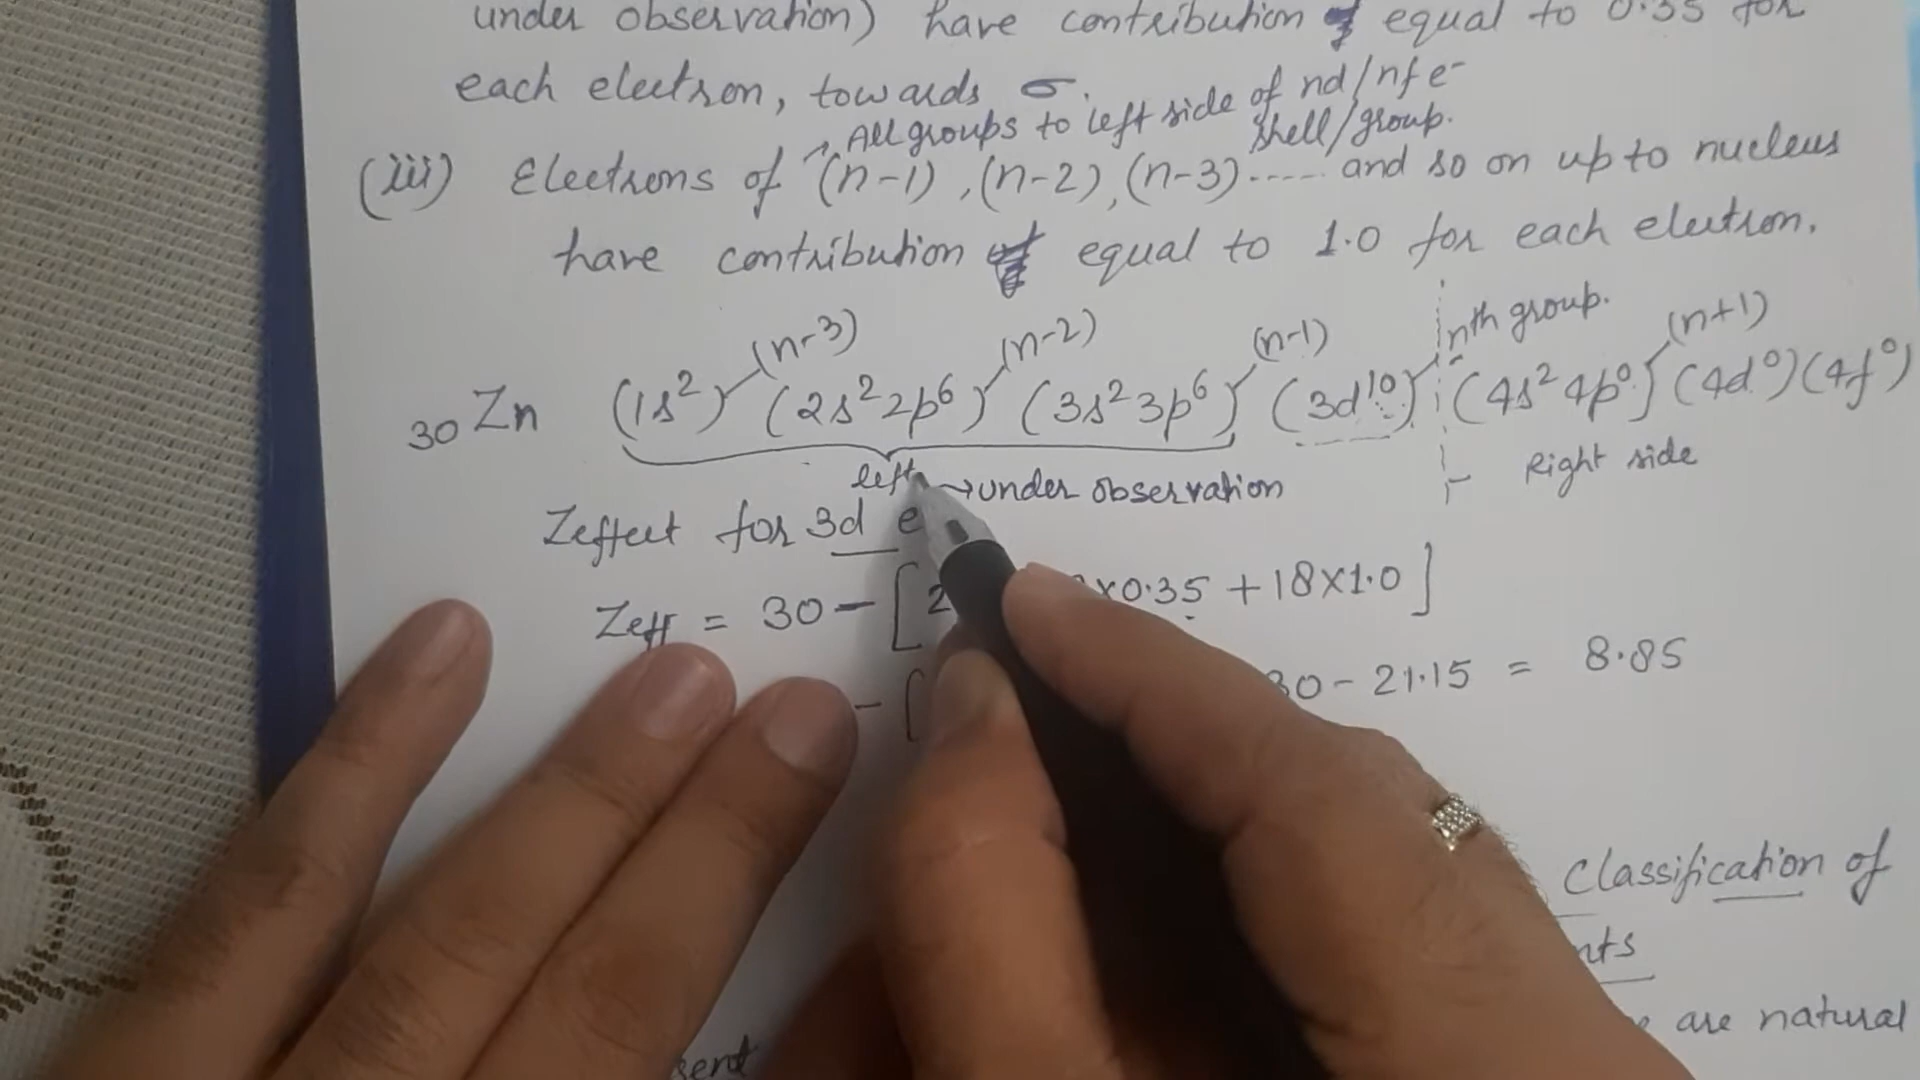 under observation) have contribution equal to 0.35 for
each electron, towards σ.
→ All groups to left side of nd/nf e⁻
shell/group.
(iii) Electrons of (n-1), (n-2), (n-3)----- and so on up to nucleus
have contribution equal to 1.0 for each electron.
(n-3) (n-2) (n-1) nth group. (n+1)
₃₀Zn (1s²) (2s² 2p⁶) (3s² 3p⁶) (3d¹⁰) (4s² 4p⁰) (4d⁰) (4f⁰)
left → under observation Right side
Zeffect for 3d e
Zeff = 30 - [ 2 x0.35 + 18x1.0 ]
- [ 30 - 21.15 = 8.85
Classification of
nts
are natural
sent